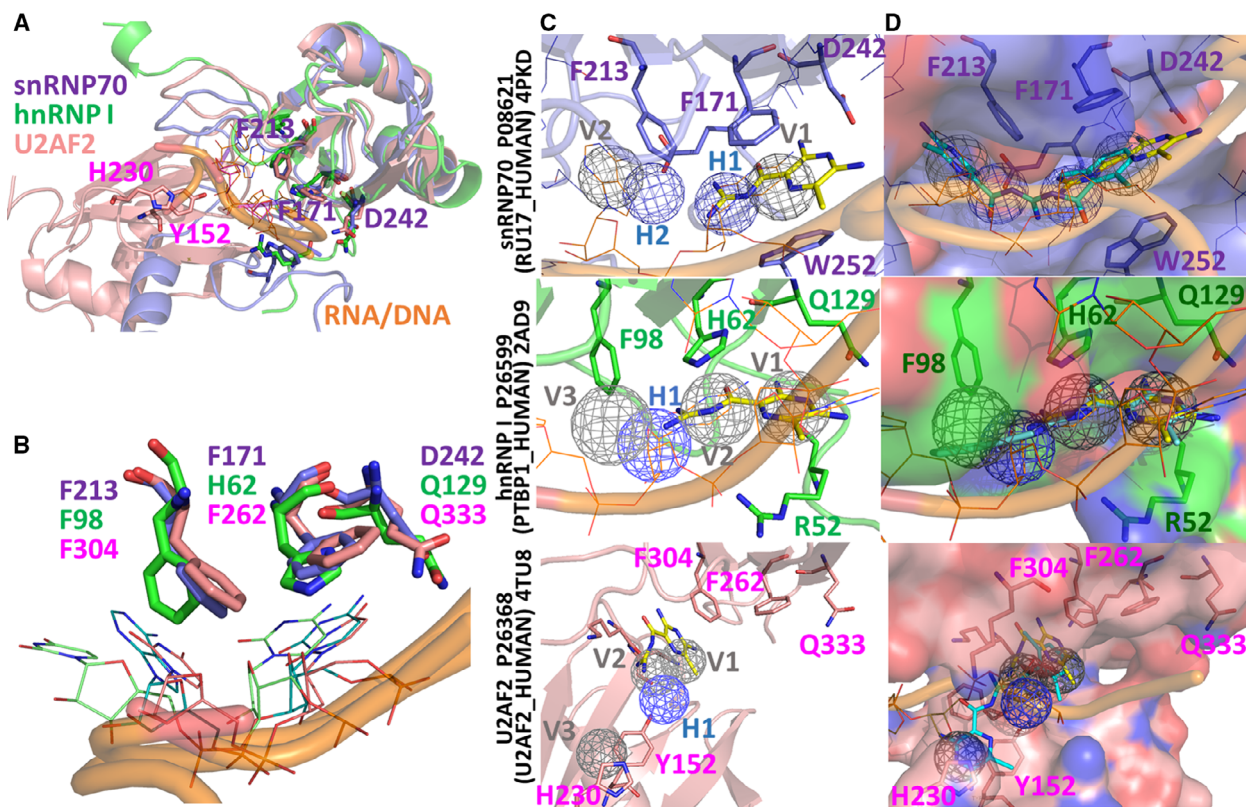 A
snRNP70
hnRNP I
U2AF2
F213
H230
F171
D242
Y152
RNA/DNA
B
F213
F98
F304
F171
H62
F262
D242
Q129
Q333
C
snRNP70 P08621
(RU17_HUMAN) 4PKD
F213
D242
F171
V2
V1
H1
H2
W252
hnRNP I P26599
(PTBP1_HUMAN) 2AD9
Q129
H62
F98
V1
V3
H1
V2
R52
U2AF2 P26368
(U2AF2_HUMAN) 4TU8
F304
F262
Q333
V2
V1
H1
V3
Y152
H230
D
D242
F213
F171
W252
Q129
H62
F98
R52
F262
F304
Q333
Y152
H230